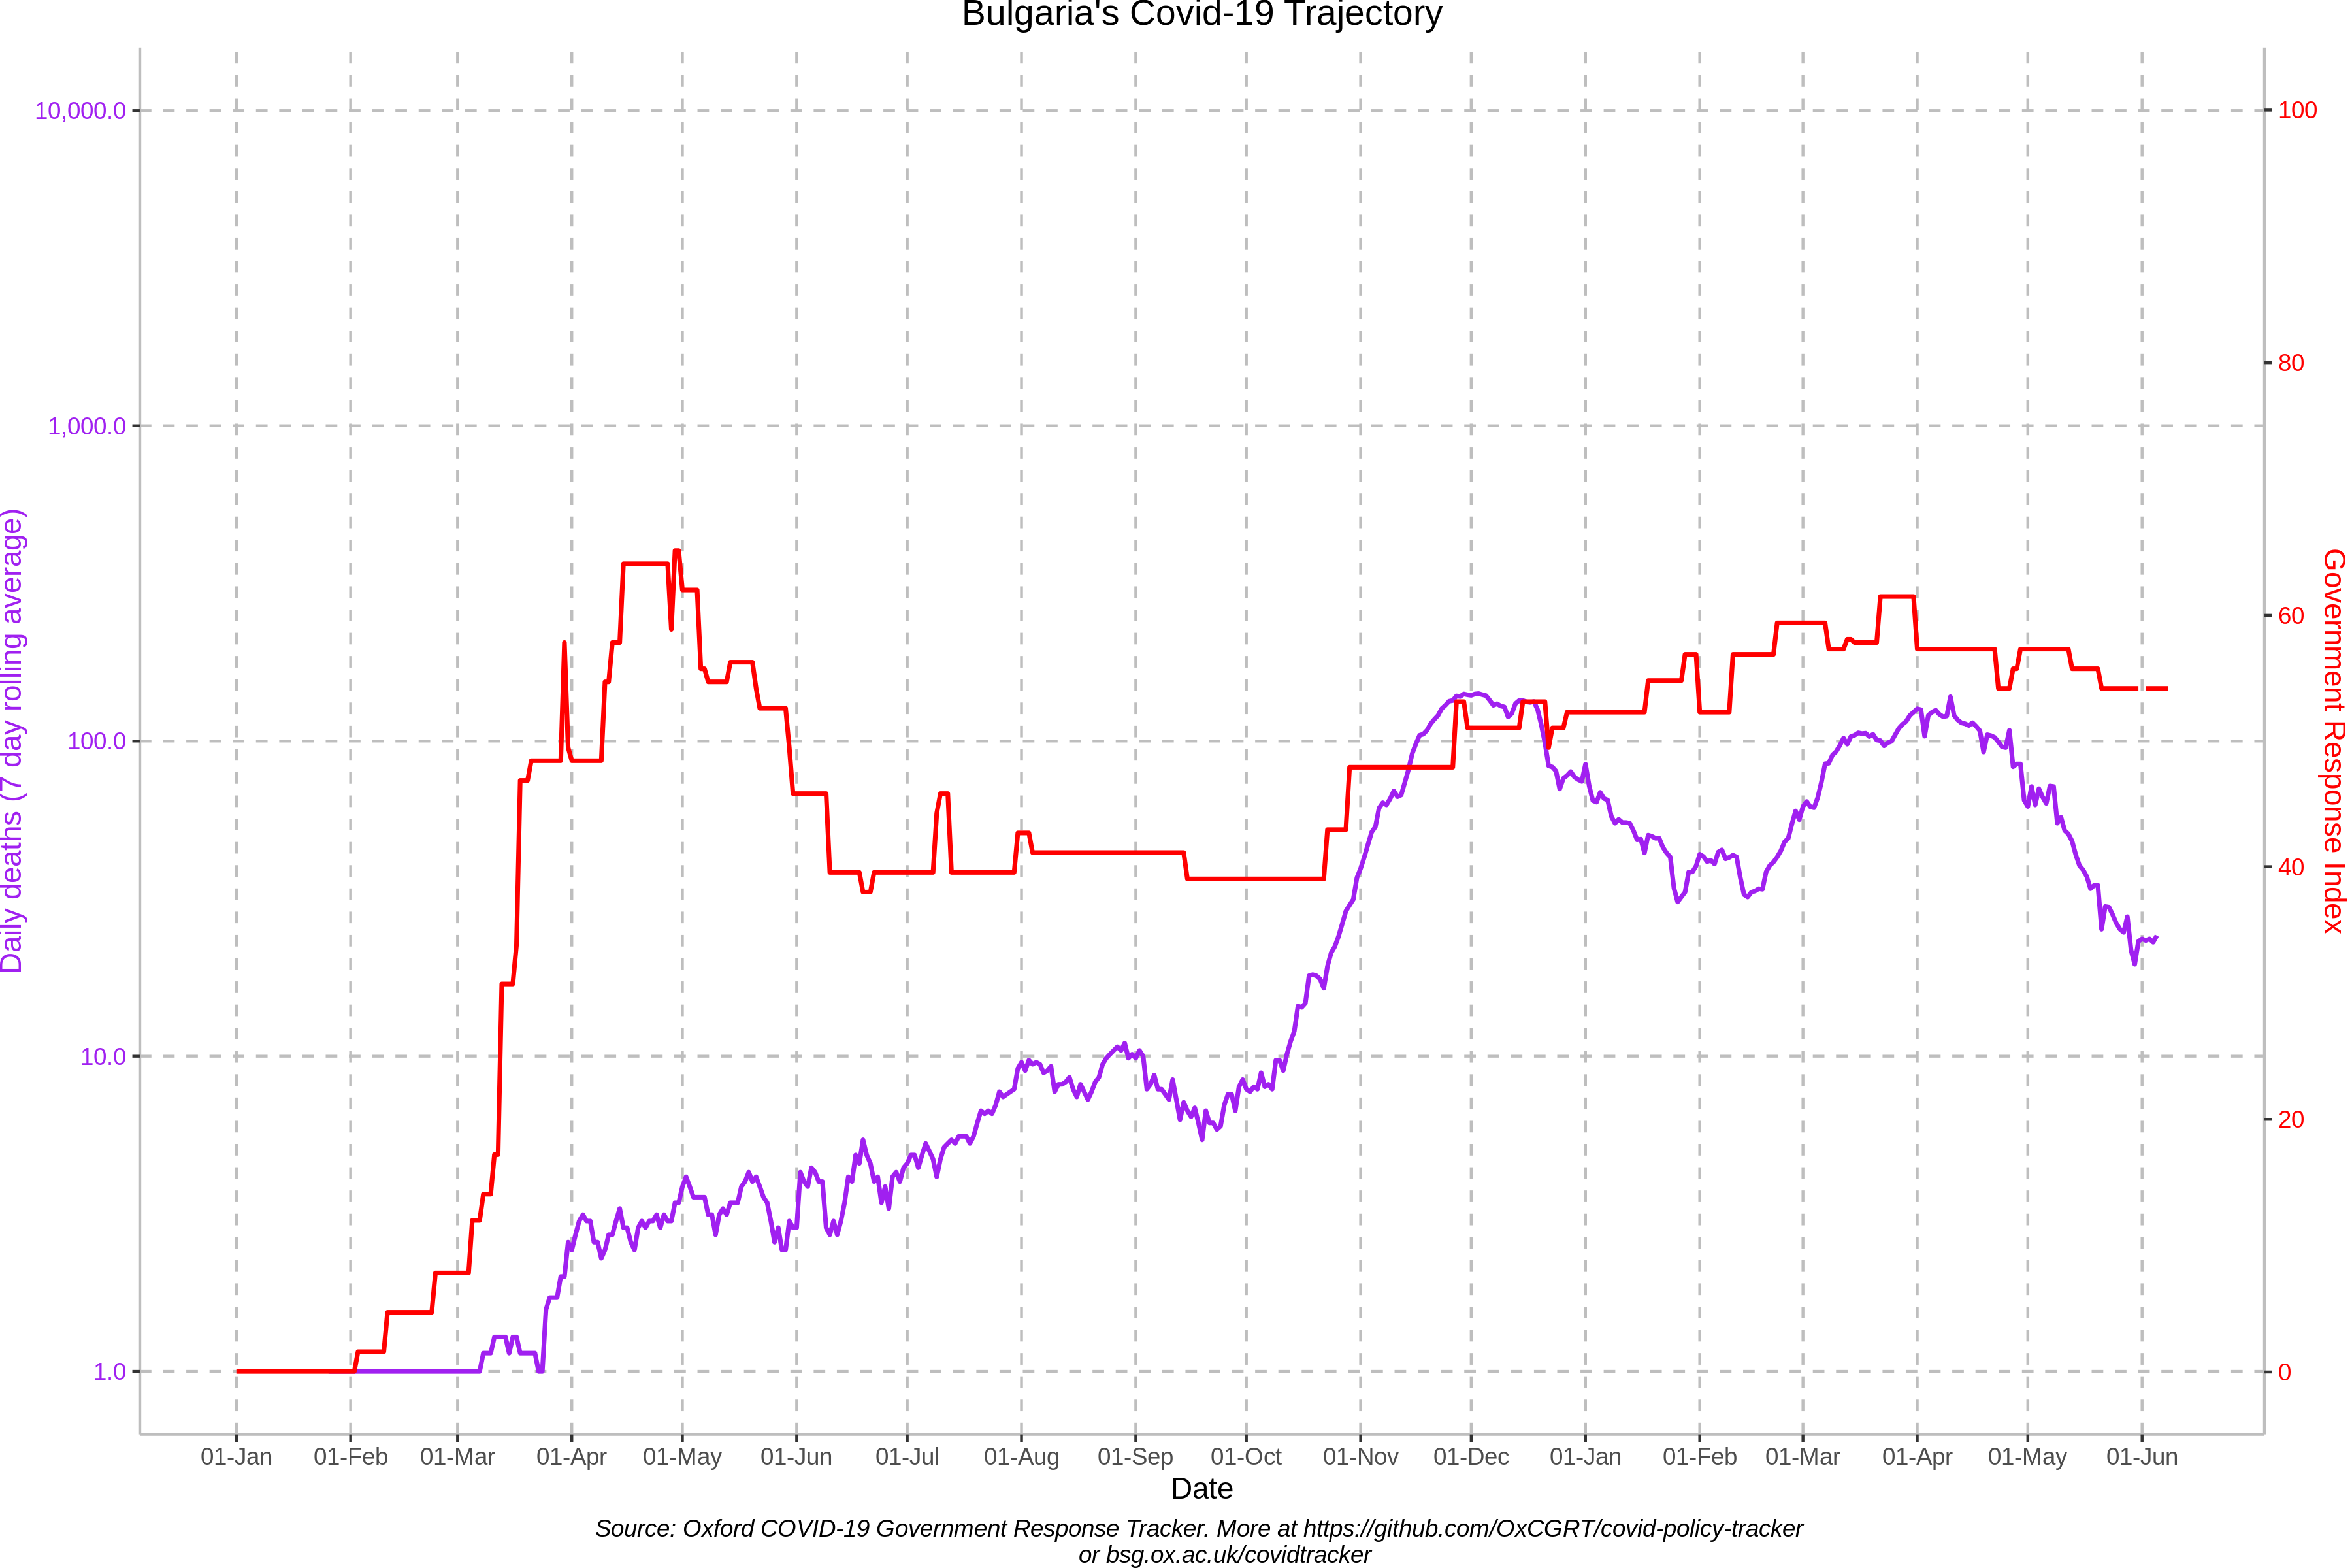 Bulgaria's Covid-19 Trajectory
10,000.0
1,000.0
100.0
10.0
1.0
Daily deaths (7 day rolling average)
100
80
60
40
20
0
Government Response Index
01-Jan 01-Feb 01-Mar 01-Apr 01-May 01-Jun 01-Jul 01-Aug 01-Sep 01-Oct 01-Nov 01-Dec 01-Jan 01-Feb 01-Mar 01-Apr 01-May 01-Jun
Date
Source: Oxford COVID-19 Government Response Tracker. More at https://github.com/OxCGRT/covid-policy-tracker
or bsg.ox.ac.uk/covidtracker